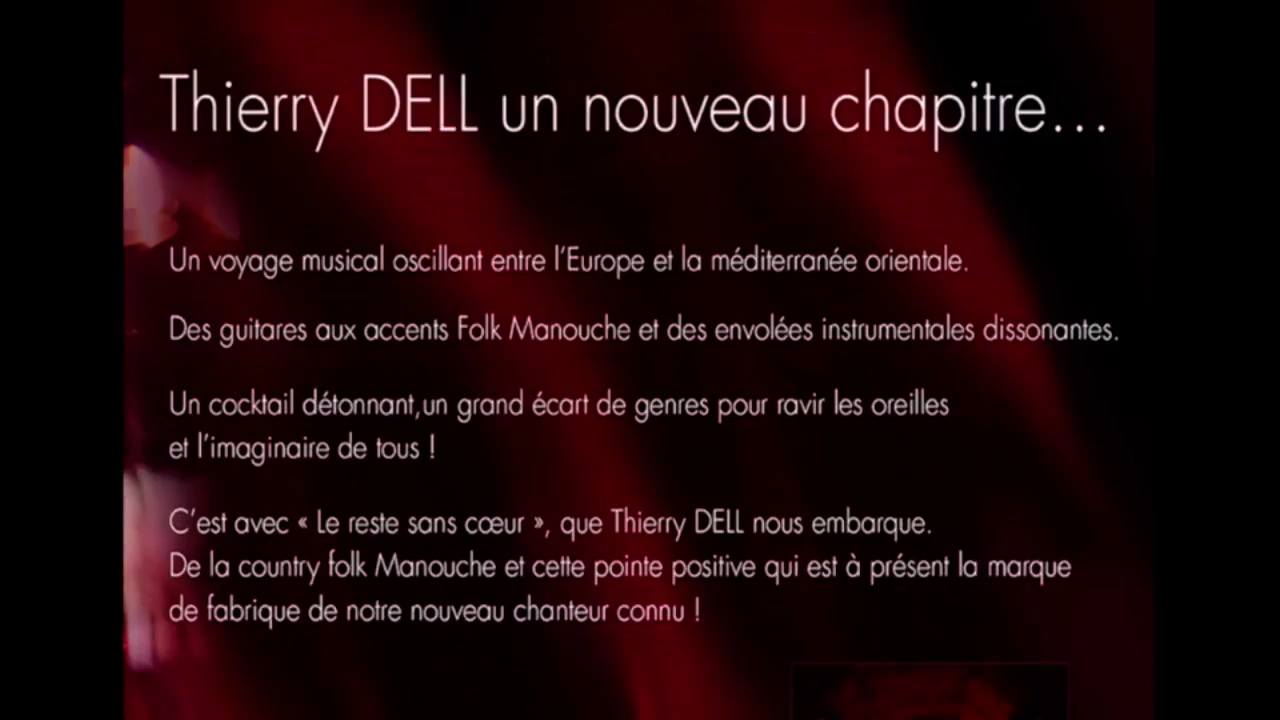 Thierry DELL un nouveau chapitre...
Un voyage musical oscillant entre l'Europe et la méditerranée orientale.
Des guitares aux accents Folk Manouche et des envolées instrumentales dissonantes.
Un cocktail détonnant,un grand écart de genres pour ravir les oreilles
et l'imaginaire de tous !
C'est avec « Le reste sans cœur », que Thierry DELL nous embarque.
De la country folk Manouche et cette pointe positive qui est à présent la marque
de fabrique de notre nouveau chanteur connu !